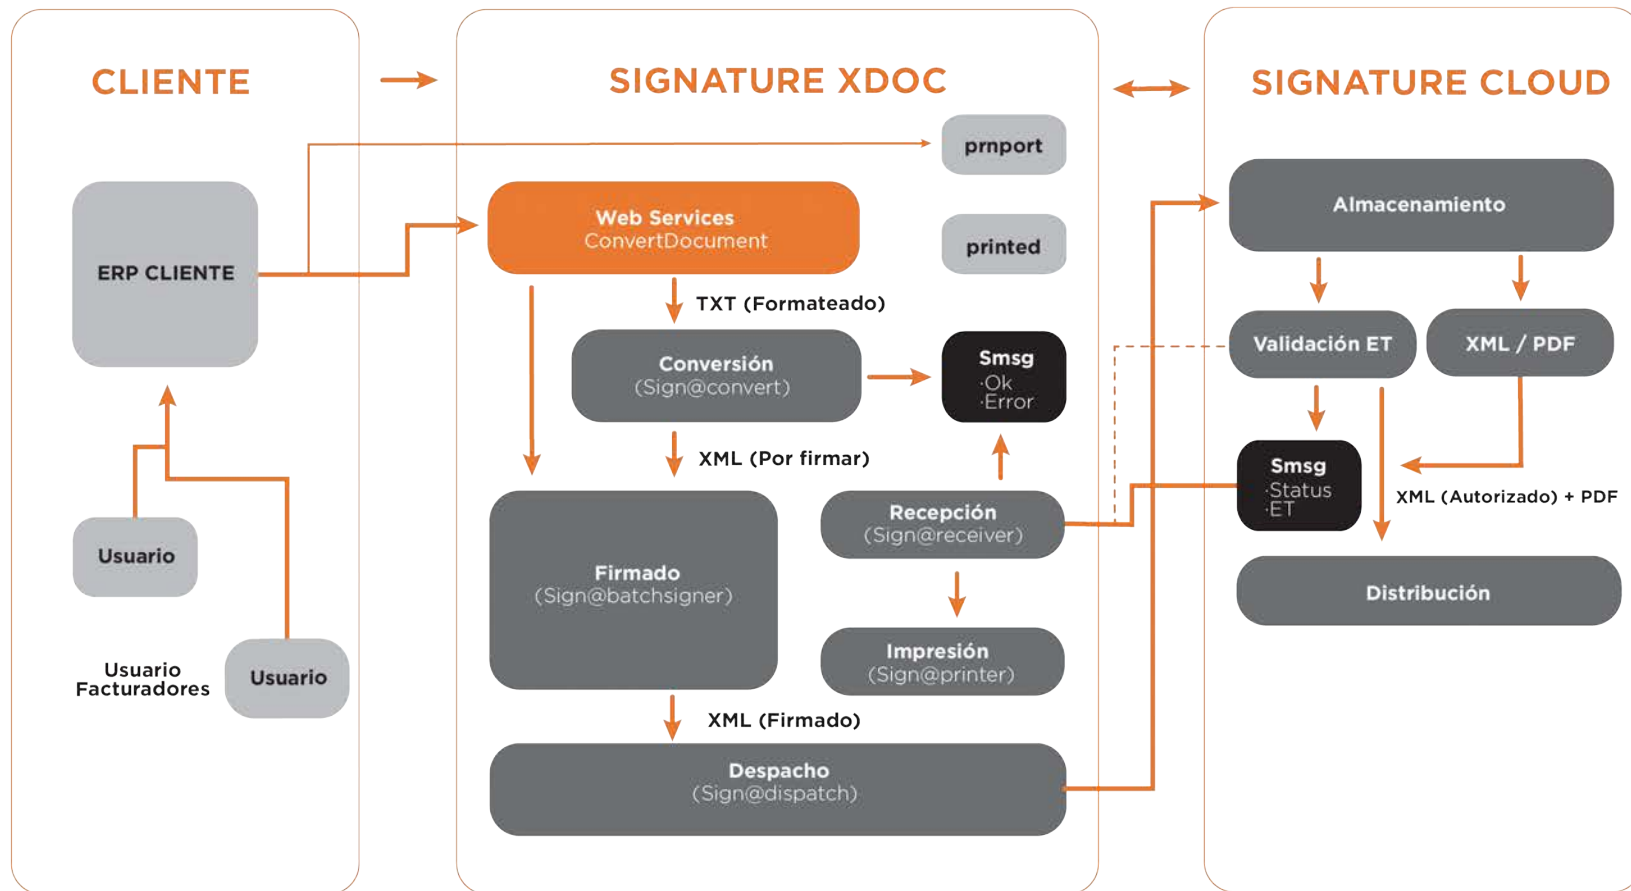 CLIENTE
ERP CLIENTE
Usuario
Usuario
Usuario
Facturadores
SIGNATURE XDOC
prnport
Web Services
ConvertDocument
printed
TXT (Formateado)
Conversión
(Sign@convert)
Smsg
·Ok
·Error
XML (Por firmar)
Recepción
(Sign@receiver)
Firmado
(Sign@batchsigner)
Impresión
(Sign@printer)
XML (Firmado)
Despacho
(Sign@dispatch)
SIGNATURE CLOUD
Almacenamiento
Validación ET
XML / PDF
Smsg
·Status
·ET
XML (Autorizado) + PDF
Distribución